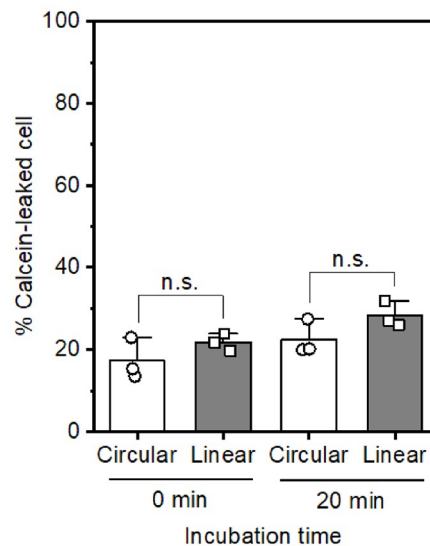 % Calcein-leaked cell
100
80
60
40
20
0
n.s.
n.s.
Circular Linear Circular Linear
0 min 20 min
Incubation time